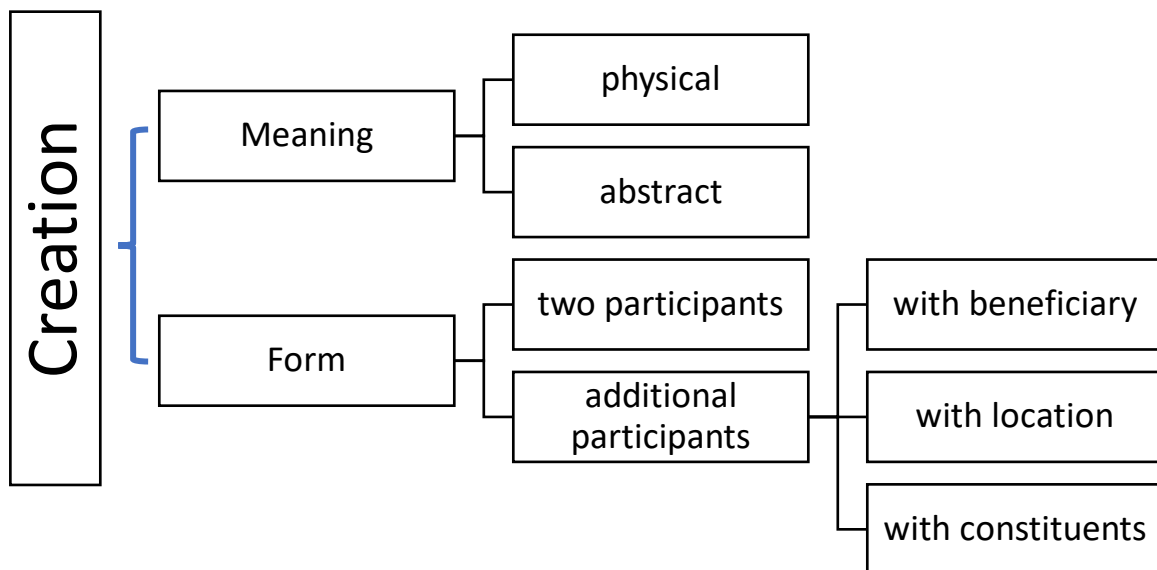 Creation
Meaning
physical
abstract
Form
two participants
additional
participants
with beneficiary
with location
with constituents